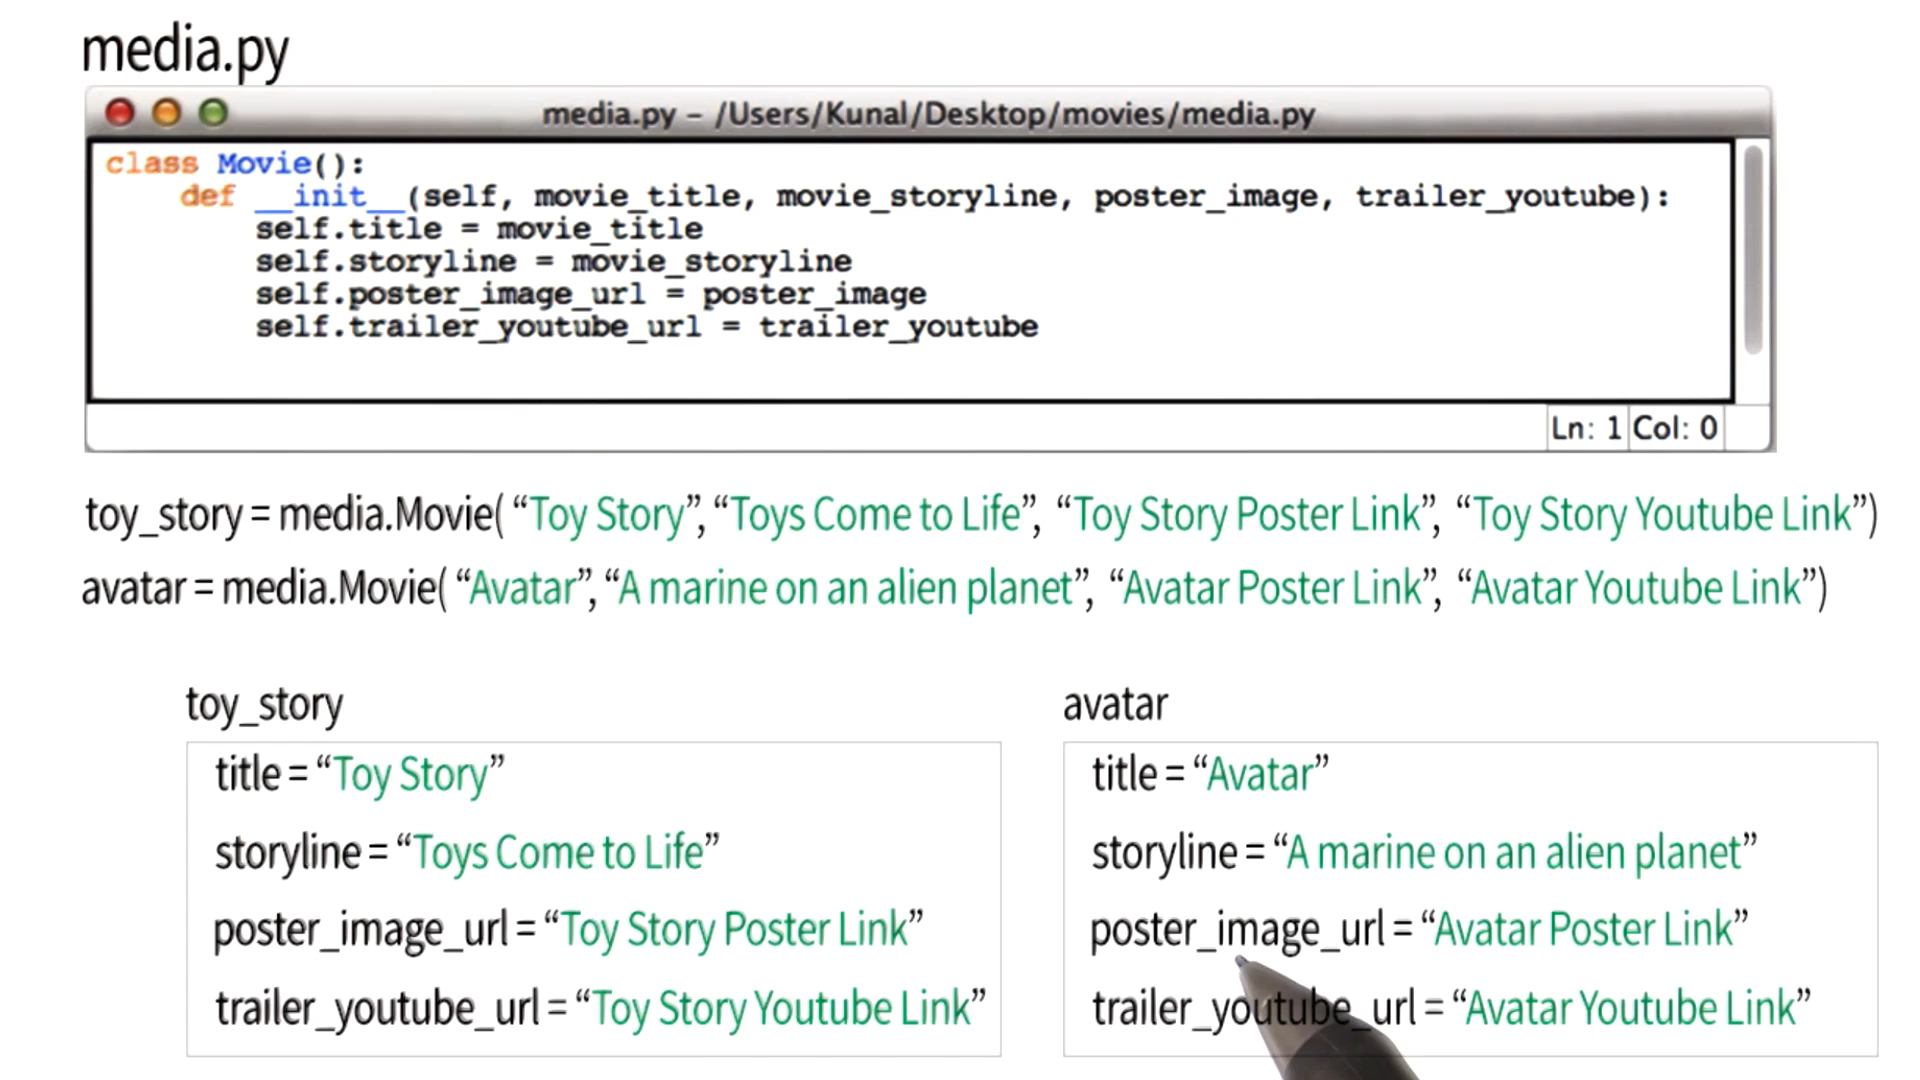 media.py
media.py – /Users/Kunal/Desktop/movies/media.py
class Movie():
def __init__(self, movie_title, movie_storyline, poster_image, trailer_youtube):
self.title = movie_title
self.storyline = movie_storyline
self.poster_image_url = poster_image
self.trailer_youtube_url = trailer_youtube
Ln: 1 Col: 0
toy_story = media.Movie( “Toy Story”, “Toys Come to Life”, “Toy Story Poster Link”, “Toy Story Youtube Link”)
avatar = media.Movie( “Avatar”, “A marine on an alien planet”, “Avatar Poster Link”, “Avatar Youtube Link”)
toy_story
title = “Toy Story”
storyline = “Toys Come to Life”
poster_image_url = “Toy Story Poster Link”
trailer_youtube_url = “Toy Story Youtube Link”
avatar
title = “Avatar”
storyline = “A marine on an alien planet”
poster_image_url = “Avatar Poster Link”
trailer_youtube_url = “Avatar Youtube Link”